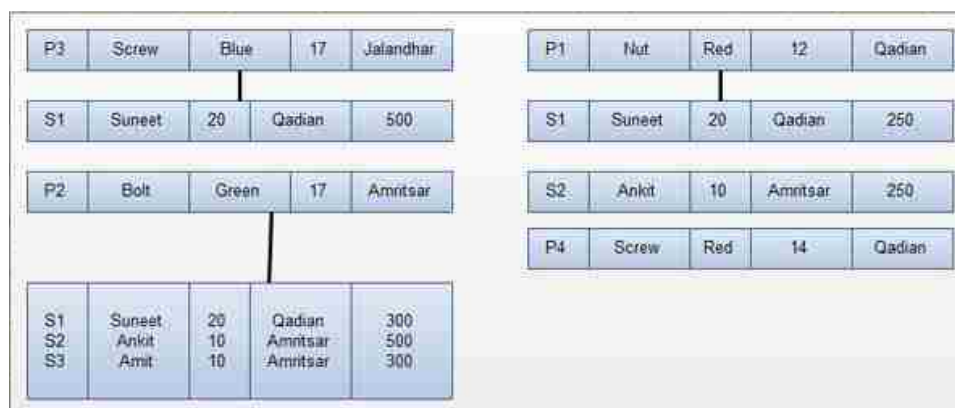 P3 Screw Blue 17 Jalandhar
S1 Suneet 20 Qadian 500
P2 Bolt Green 17 Amritsar
S1 Suneet 20 Qadian 300
S2 Ankit 10 Amritsar 500
S3 Amit 10 Amritsar 300
P1 Nut Red 12 Qadian
S1 Suneet 20 Qadian 250
S2 Ankit 10 Amritsar 250
P4 Screw Red 14 Qadian